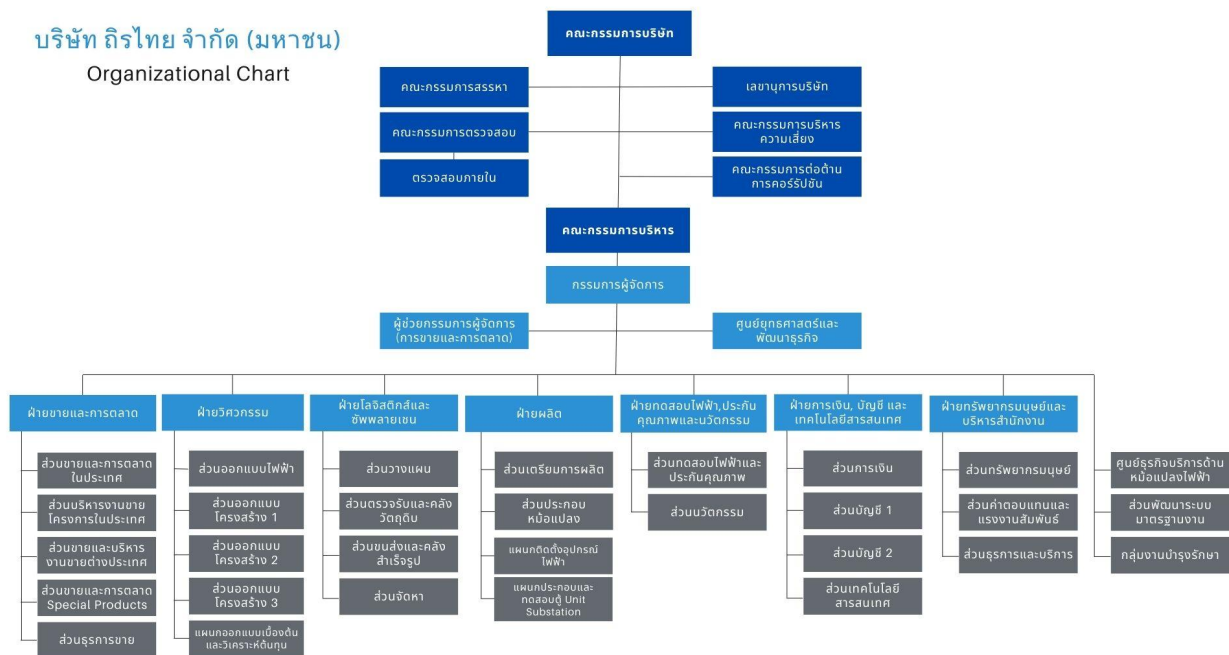 บริษัท ถิรไทย จำกัด (มหาชน)
Organizational Chart
คณะกรรมการบริษัท
คณะกรรมการสรรหา
เลขานุการบริษัท
คณะกรรมการตรวจสอบ
คณะกรรมการบริหาร
ความเสี่ยง
ตรวจสอบภายใน
คณะกรรมการต่อต้าน
การคอร์รัปชัน
คณะกรรมการบริหาร
กรรมการผู้จัดการ
ผู้ช่วยกรรมการผู้จัดการ
(การขายและการตลาด)
ศูนย์ยุทธศาสตร์และ
พัฒนาธุรกิจ
ฝ่ายขายและการตลาด
ส่วนขายและการตลาด
ในประเทศ
ส่วนบริหารงานขาย
โครงการในประเทศ
ส่วนขายและบริหาร
งานขายต่างประเทศ
ส่วนขายและการตลาด
Special Products
ส่วนธุรการขาย
ฝ่ายวิศวกรรม
ส่วนออกแบบไฟฟ้า
ส่วนออกแบบ
โครงสร้าง 1
ส่วนออกแบบ
โครงสร้าง 2
ส่วนออกแบบ
โครงสร้าง 3
แผนกออกแบบเบื้องต้น
และวิเคราะห์ต้นทุน
ฝ่ายโลจิสติกส์และ
ซัพพลายเชน
ส่วนวางแผน
ส่วนตรวจรับและคลัง
วัตถุดิบ
ส่วนขนส่งและคลัง
สำเร็จรูป
ส่วนจัดหา
ฝ่ายผลิต
ส่วนเตรียมการผลิต
ส่วนประกอบ
หม้อแปลง
แผนกติดตั้งอุปกรณ์
ไฟฟ้า
แผนกประกอบและ
ทดสอบตู้ Unit
Substation
ฝ่ายทดสอบไฟฟ้า,ประกัน
คุณภาพและนวัตกรรม
ส่วนทดสอบไฟฟ้าและ
ประกันคุณภาพ
ส่วนนวัตกรรม
ฝ่ายการเงิน, บัญชี และ
เทคโนโลยีสารสนเทศ
ส่วนการเงิน
ส่วนบัญชี 1
ส่วนบัญชี 2
ส่วนเทคโนโลยี
สารสนเทศ
ฝ่ายทรัพยากรมนุษย์และ
บริหารสำนักงาน
ส่วนทรัพยากรมนุษย์
ส่วนค่าตอบแทนและ
แรงงานสัมพันธ์
ส่วนธุรการและบริการ
ศูนย์ธุรกิจบริการด้าน
หม้อแปลงไฟฟ้า
ส่วนพัฒนาระบบ
มาตรฐานงาน
กลุ่มงานบำรุงรักษา